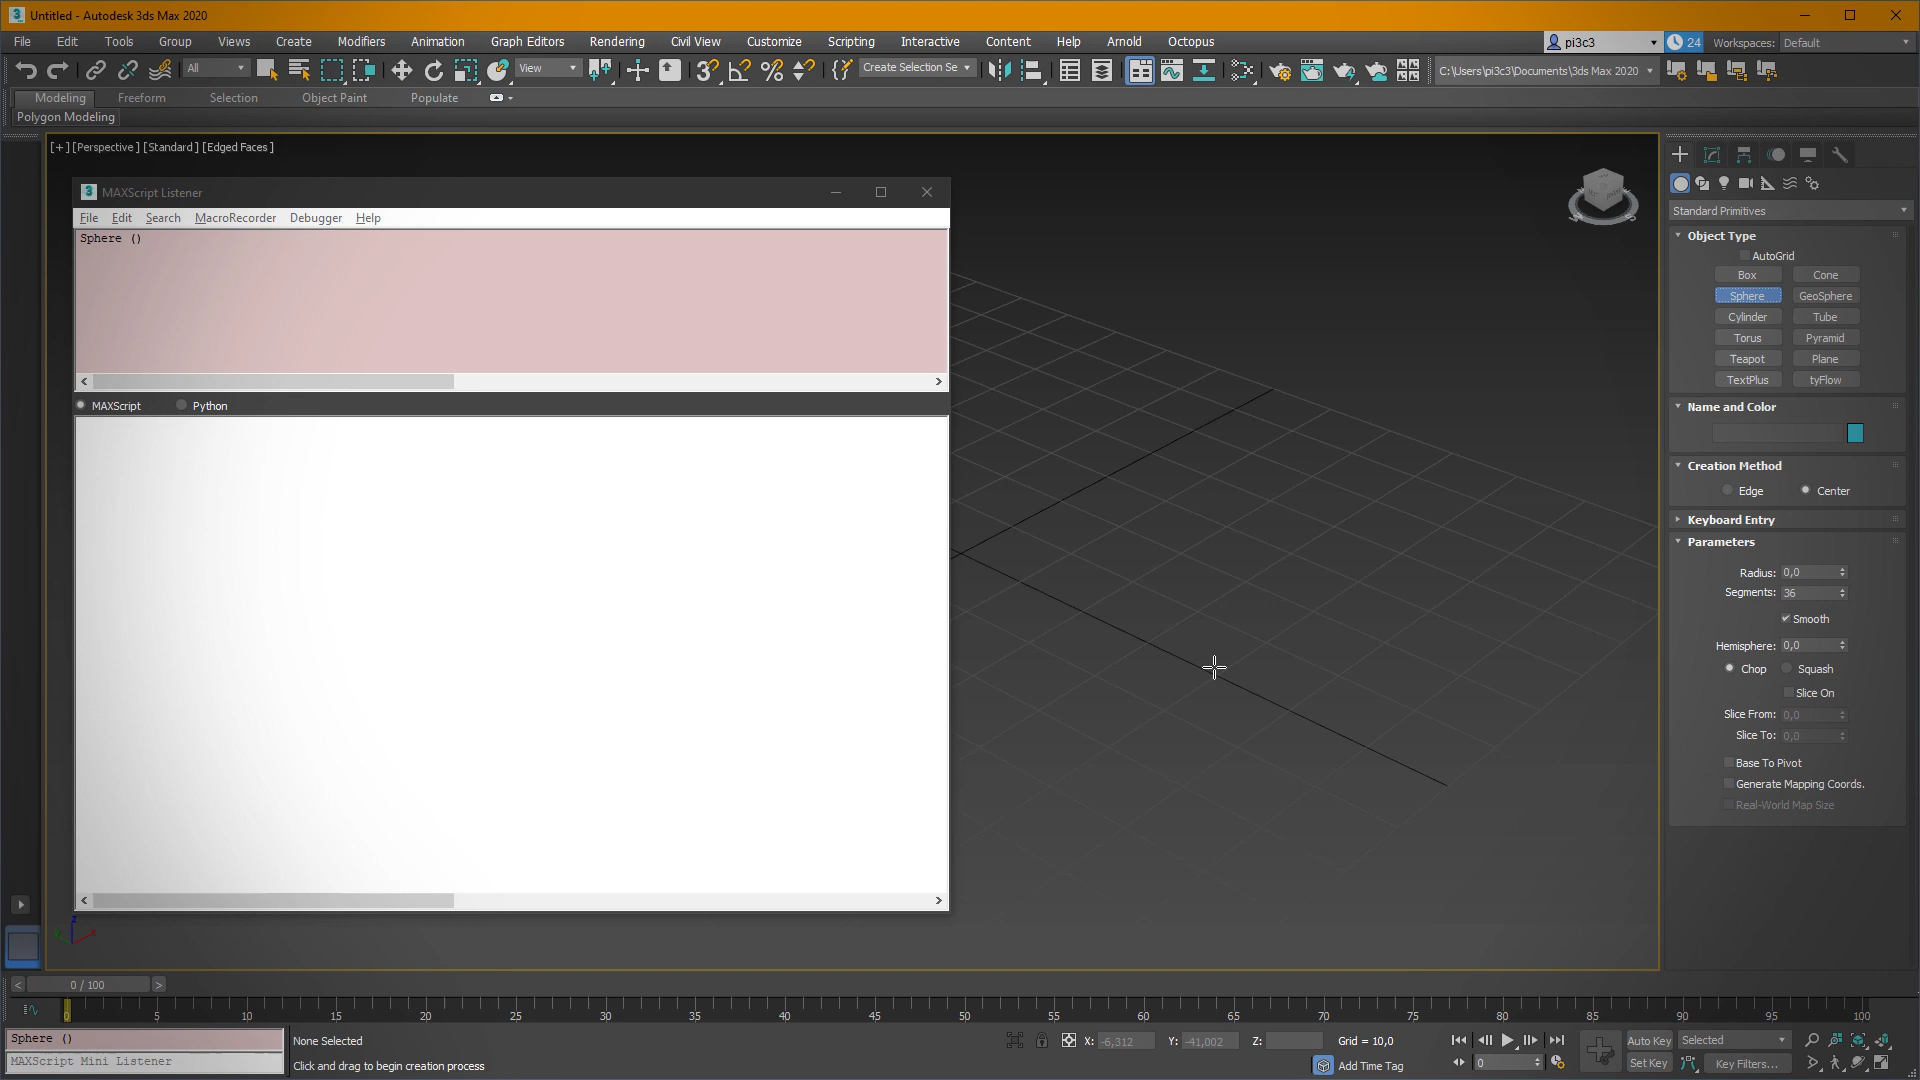 Untitled - Autodesk 3ds Max 2020
File Edit Tools Group Views Create Modifiers Animation Graph Editors Rendering Civil View Customize Scripting Interactive Content Help Arnold Octopus
pi3c3 24 Workspaces: Default
All View Create Selection Se C:\Users\pi3c3\Documents\3ds Max 2020
Modeling Freeform Selection Object Paint Populate
Polygon Modeling
[+] [Perspective] [Standard] [Edged Faces]
MAXScript Listener
File Edit Search MacroRecorder Debugger Help
Sphere ()
MAXScript Python
Standard Primitives
Object Type
AutoGrid
Box Cone
Sphere GeoSphere
Cylinder Tube
Torus Pyramid
Teapot Plane
TextPlus tyFlow
Name and Color
Creation Method
Edge Center
Keyboard Entry
Parameters
Radius: 0,0
Segments: 36
Smooth
Hemisphere: 0,0
Chop Squash
Slice On
Slice From: 0,0
Slice To: 0,0
Base To Pivot
Generate Mapping Coords.
Real-World Map Size
0 / 100
0 5 10 15 20 25 30 35 40 45 50 55 60 65 70 75 80 85 90 95 100
Sphere ()
MAXScript Mini Listener
None Selected
Click and drag to begin creation process
X: -6,312 Y: -41,002 Z: Grid = 10,0
Add Time Tag
0
Auto Key Selected
Set Key Key Filters...